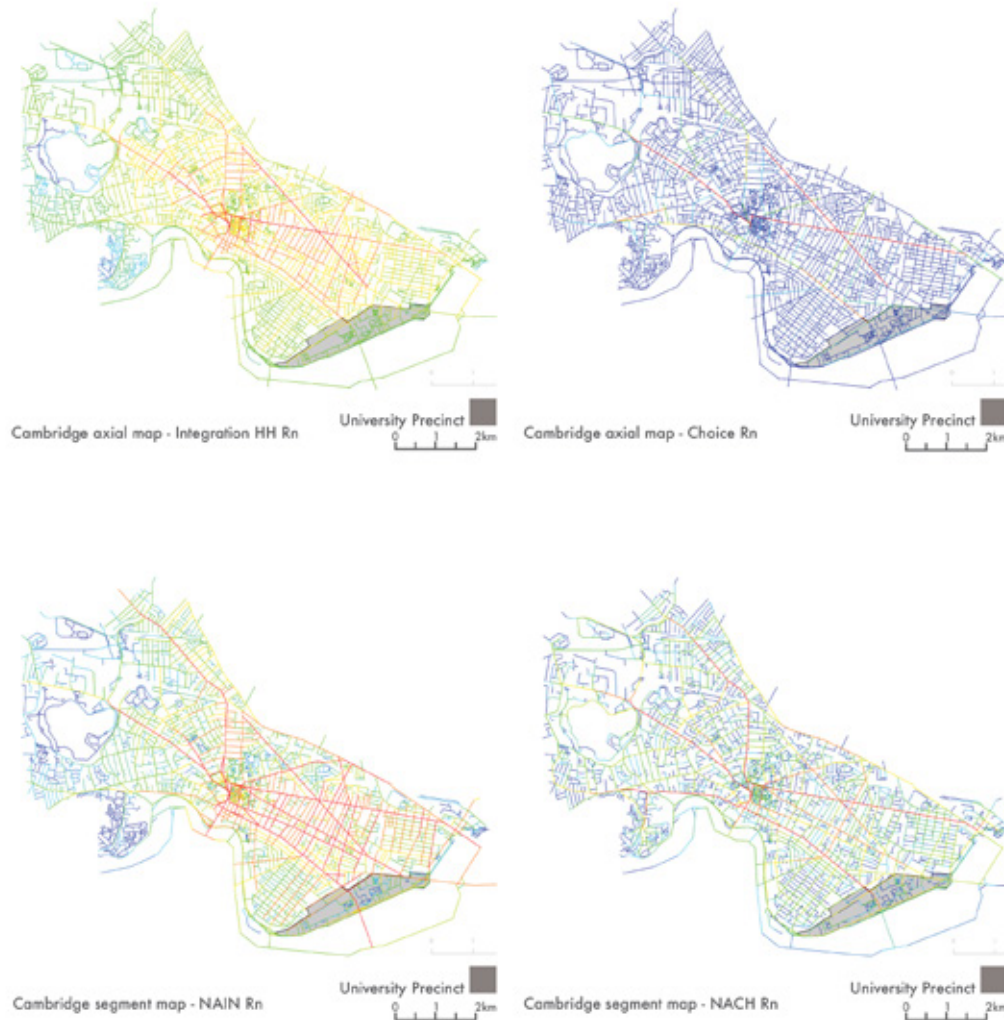 University Precinct
Cambridge axial map - Integration HH Rn
0 1 2km
University Precinct
Cambridge axial map - Choice Rn
0 1 2km
University Precinct
Cambridge segment map - NAIN Rn
0 1 2km
University Precinct
Cambridge segment map - NACH Rn
0 1 2km